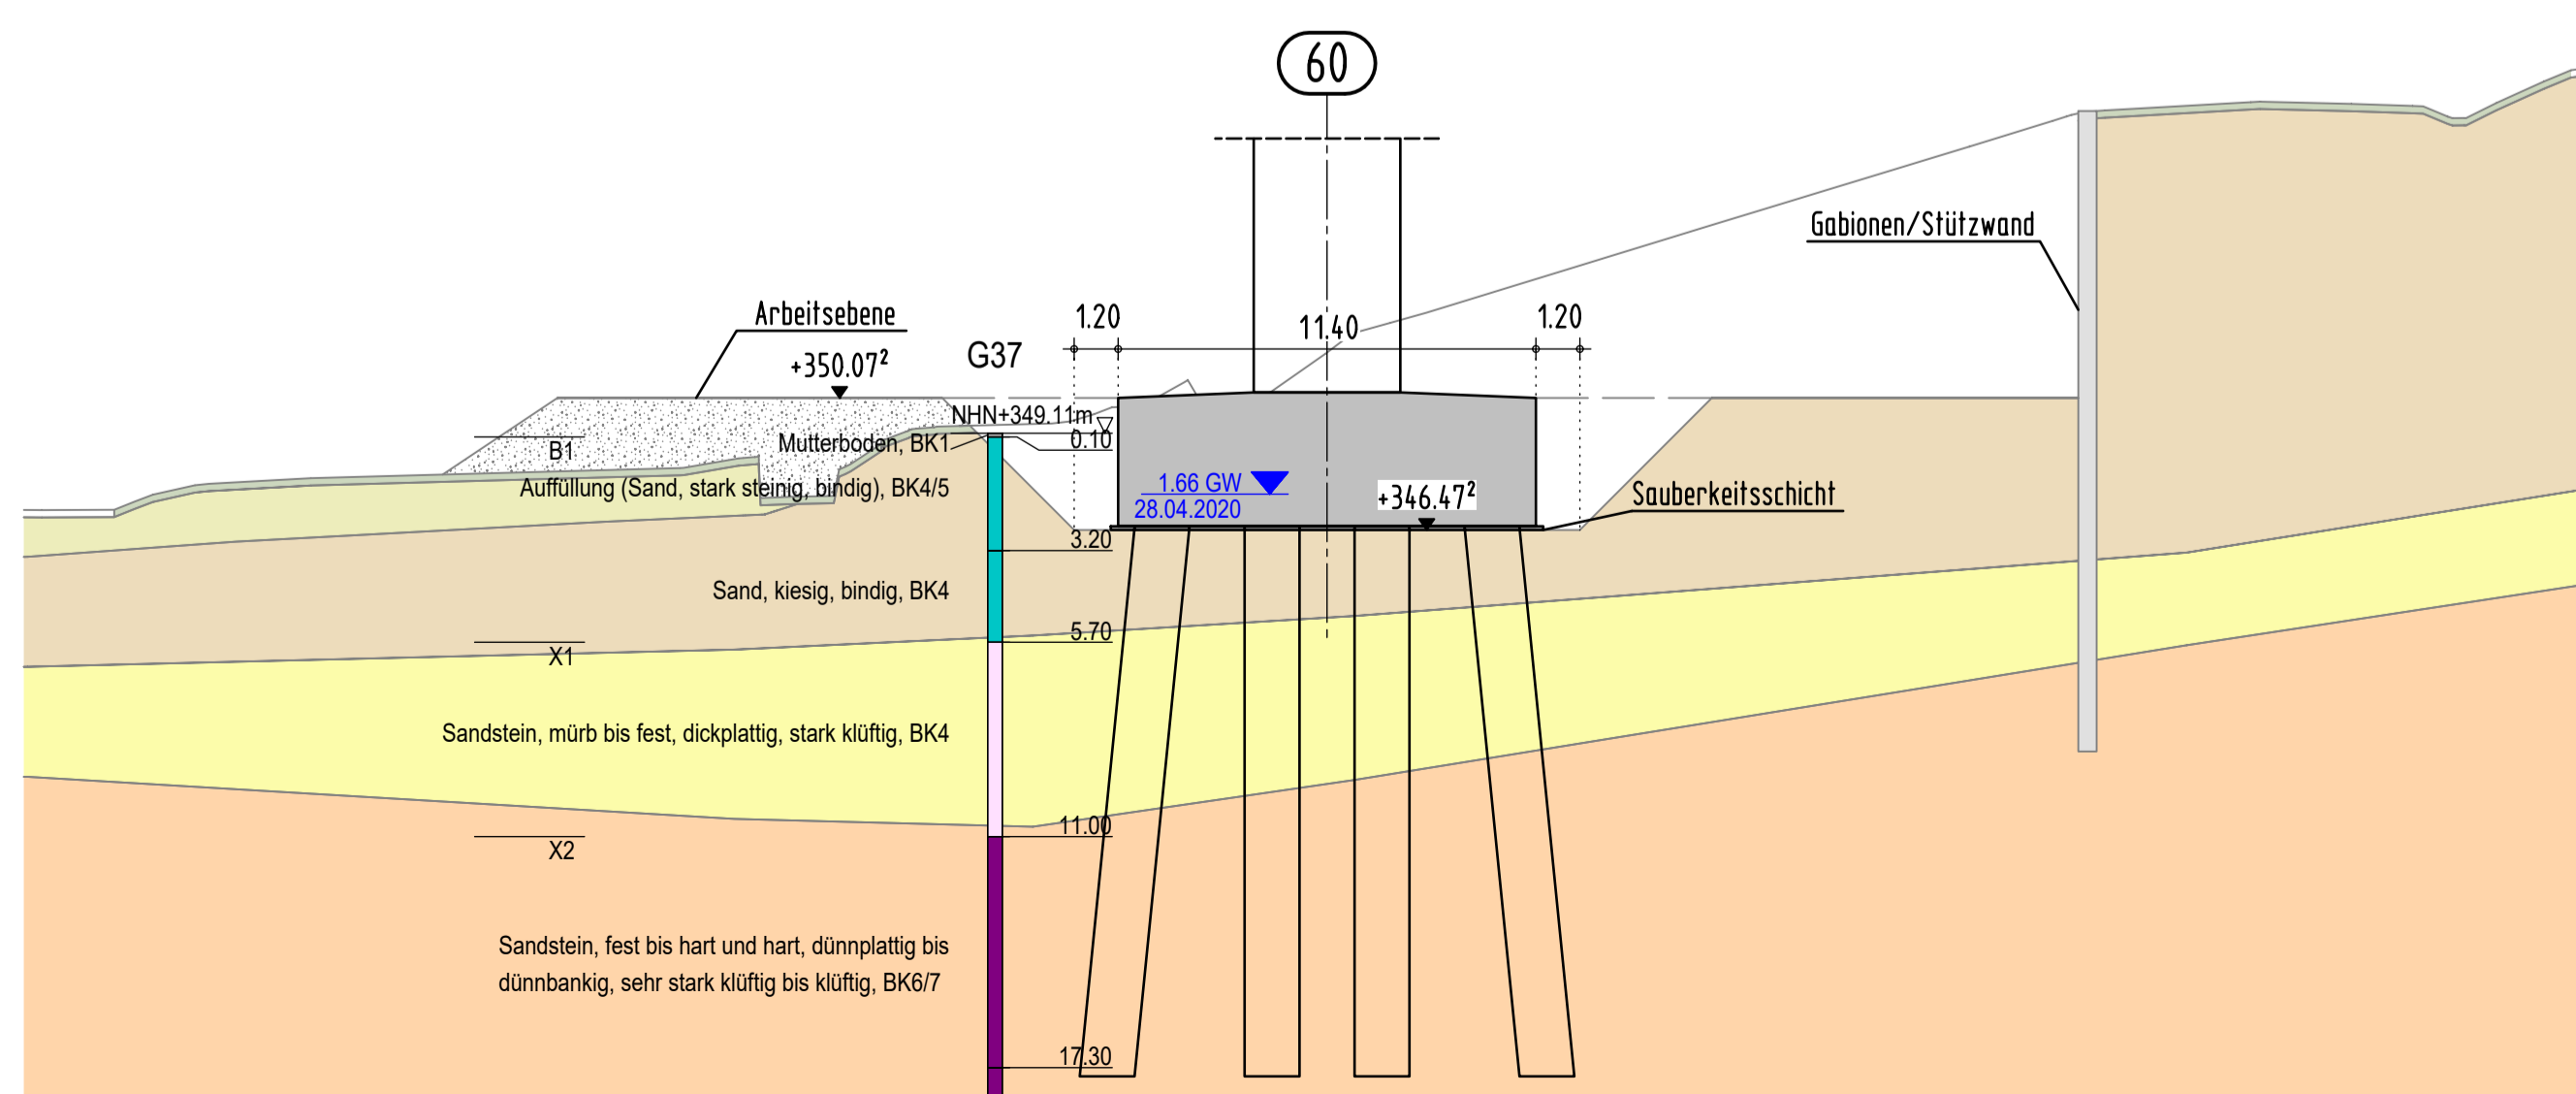 60
Gabionen/Stützwand
Arbeitsebene
+350.07²
G37
1.20
11.40
1.20
NHN+349.11m
Mutterboden, BK1
0.10
B1
Auffüllung (Sand, stark steinig, bindig), BK4/5
1.66 GW
28.04.2020
+346.47²
Sauberkeitsschicht
3.20
Sand, kiesig, bindig, BK4
5.70
X1
Sandstein, mürb bis fest, dickplattig, stark klüftig, BK4
11.00
X2
Sandstein, fest bis hart und hart, dünnplattig bis
dünnbankig, sehr stark klüftig bis klüftig, BK6/7
17.30